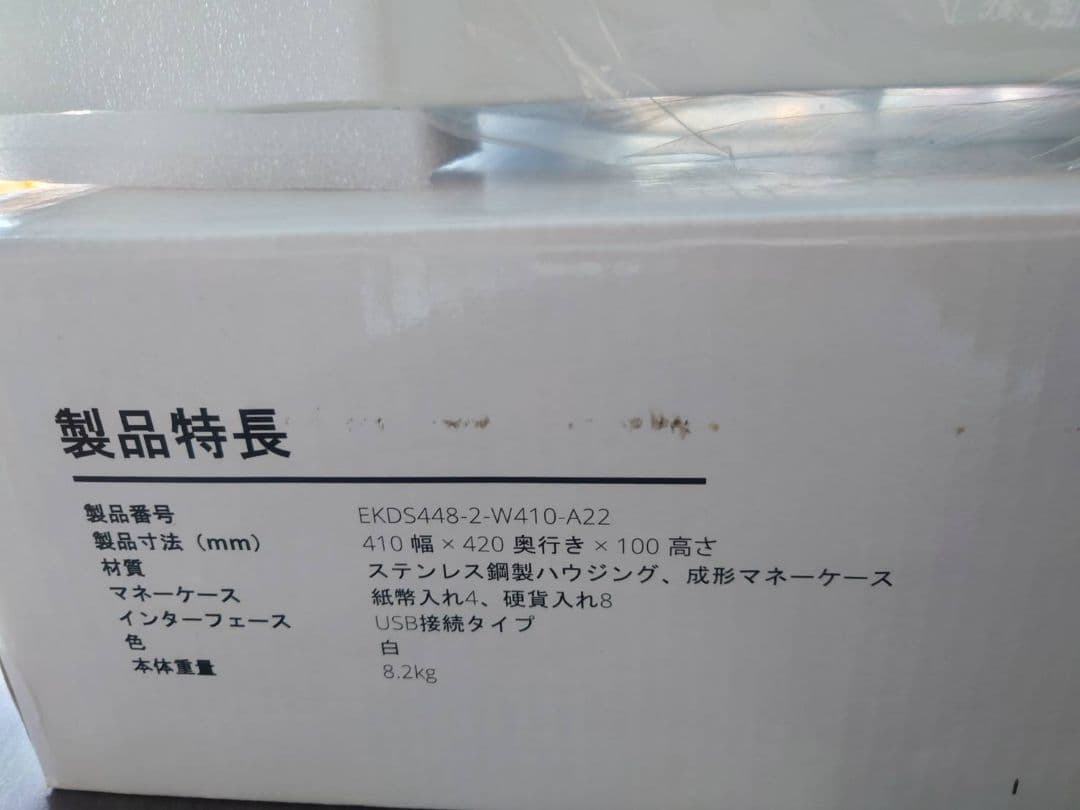 製品特長
製品番号 EKDS448-2-W410-A22
製品寸法（mm） 410 幅 × 420 奥行き × 100 高さ
材質 ステンレス鋼製ハウジング、成形マネーケース
マネーケース 紙幣入れ4、硬貨入れ8
インターフェース USB接続タイプ
色 白
本体重量 8.2kg